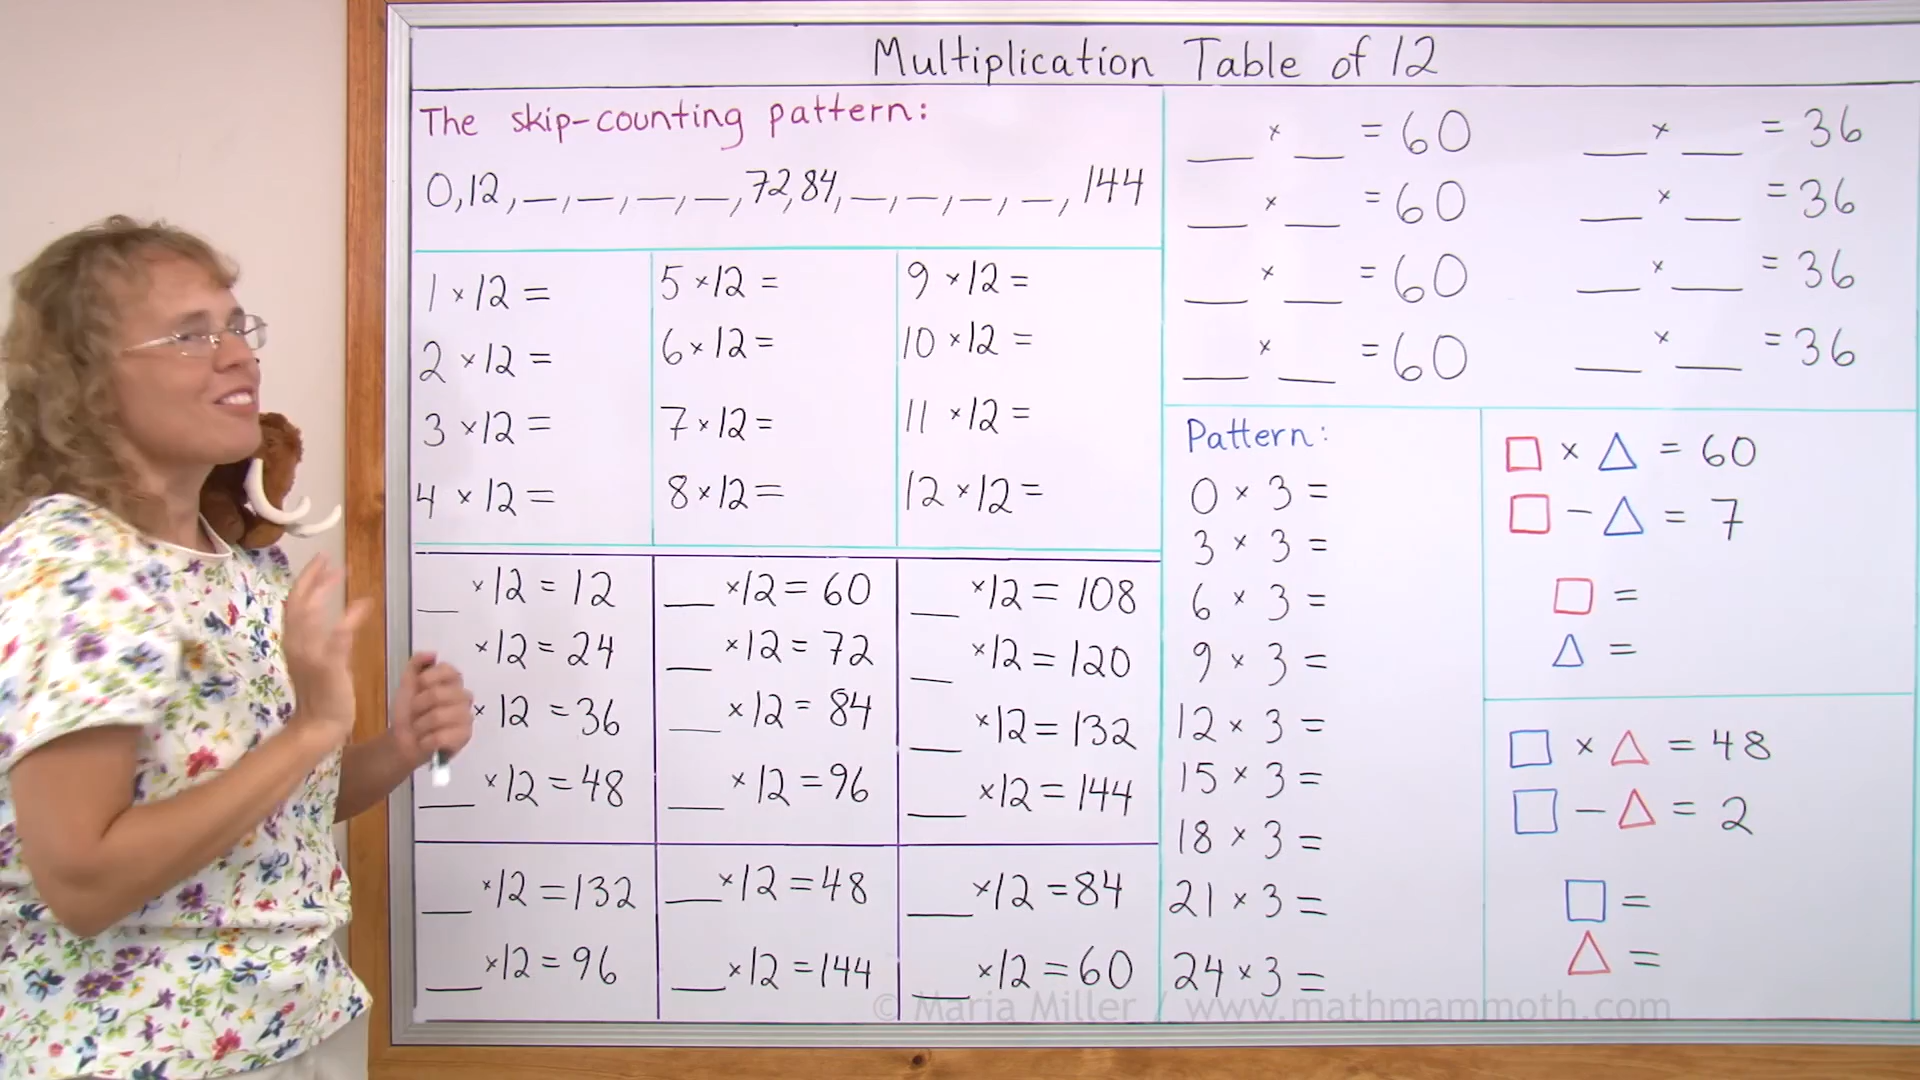 Multiplication Table of 12
The skip-counting pattern:
0, 12, __, __, __, __, 72, 84, __, __, __, __, 144
1 × 12 =
2 × 12 =
3 × 12 =
4 × 12 =
5 × 12 =
6 × 12 =
7 × 12 =
8 × 12 =
9 × 12 =
10 × 12 =
11 × 12 =
12 × 12 =
__ × 12 = 12
× 12 = 24
× 12 = 36
__ × 12 = 48
__ × 12 = 60
__ × 12 = 72
__ × 12 = 84
__ × 12 = 96
__ × 12 = 108
__ × 12 = 120
__ × 12 = 132
__ × 12 = 144
__ × 12 = 132
__ × 12 = 96
__ × 12 = 48
__ × 12 = 144
__ × 12 = 84
__ × 12 = 60
__ × __ = 60
__ × __ = 60
__ × __ = 60
__ × __ = 60
__ × __ = 36
__ × __ = 36
__ × __ = 36
__ × __ = 36
Pattern:
0 × 3 =
3 × 3 =
6 × 3 =
9 × 3 =
12 × 3 =
15 × 3 =
18 × 3 =
21 × 3 =
24 × 3 =
□ × △ = 60
□ − △ = 7
□ =
△ =
□ × △ = 48
□ − △ = 2
□ =
△ =
© Maria Miller / www.mathmammoth.com